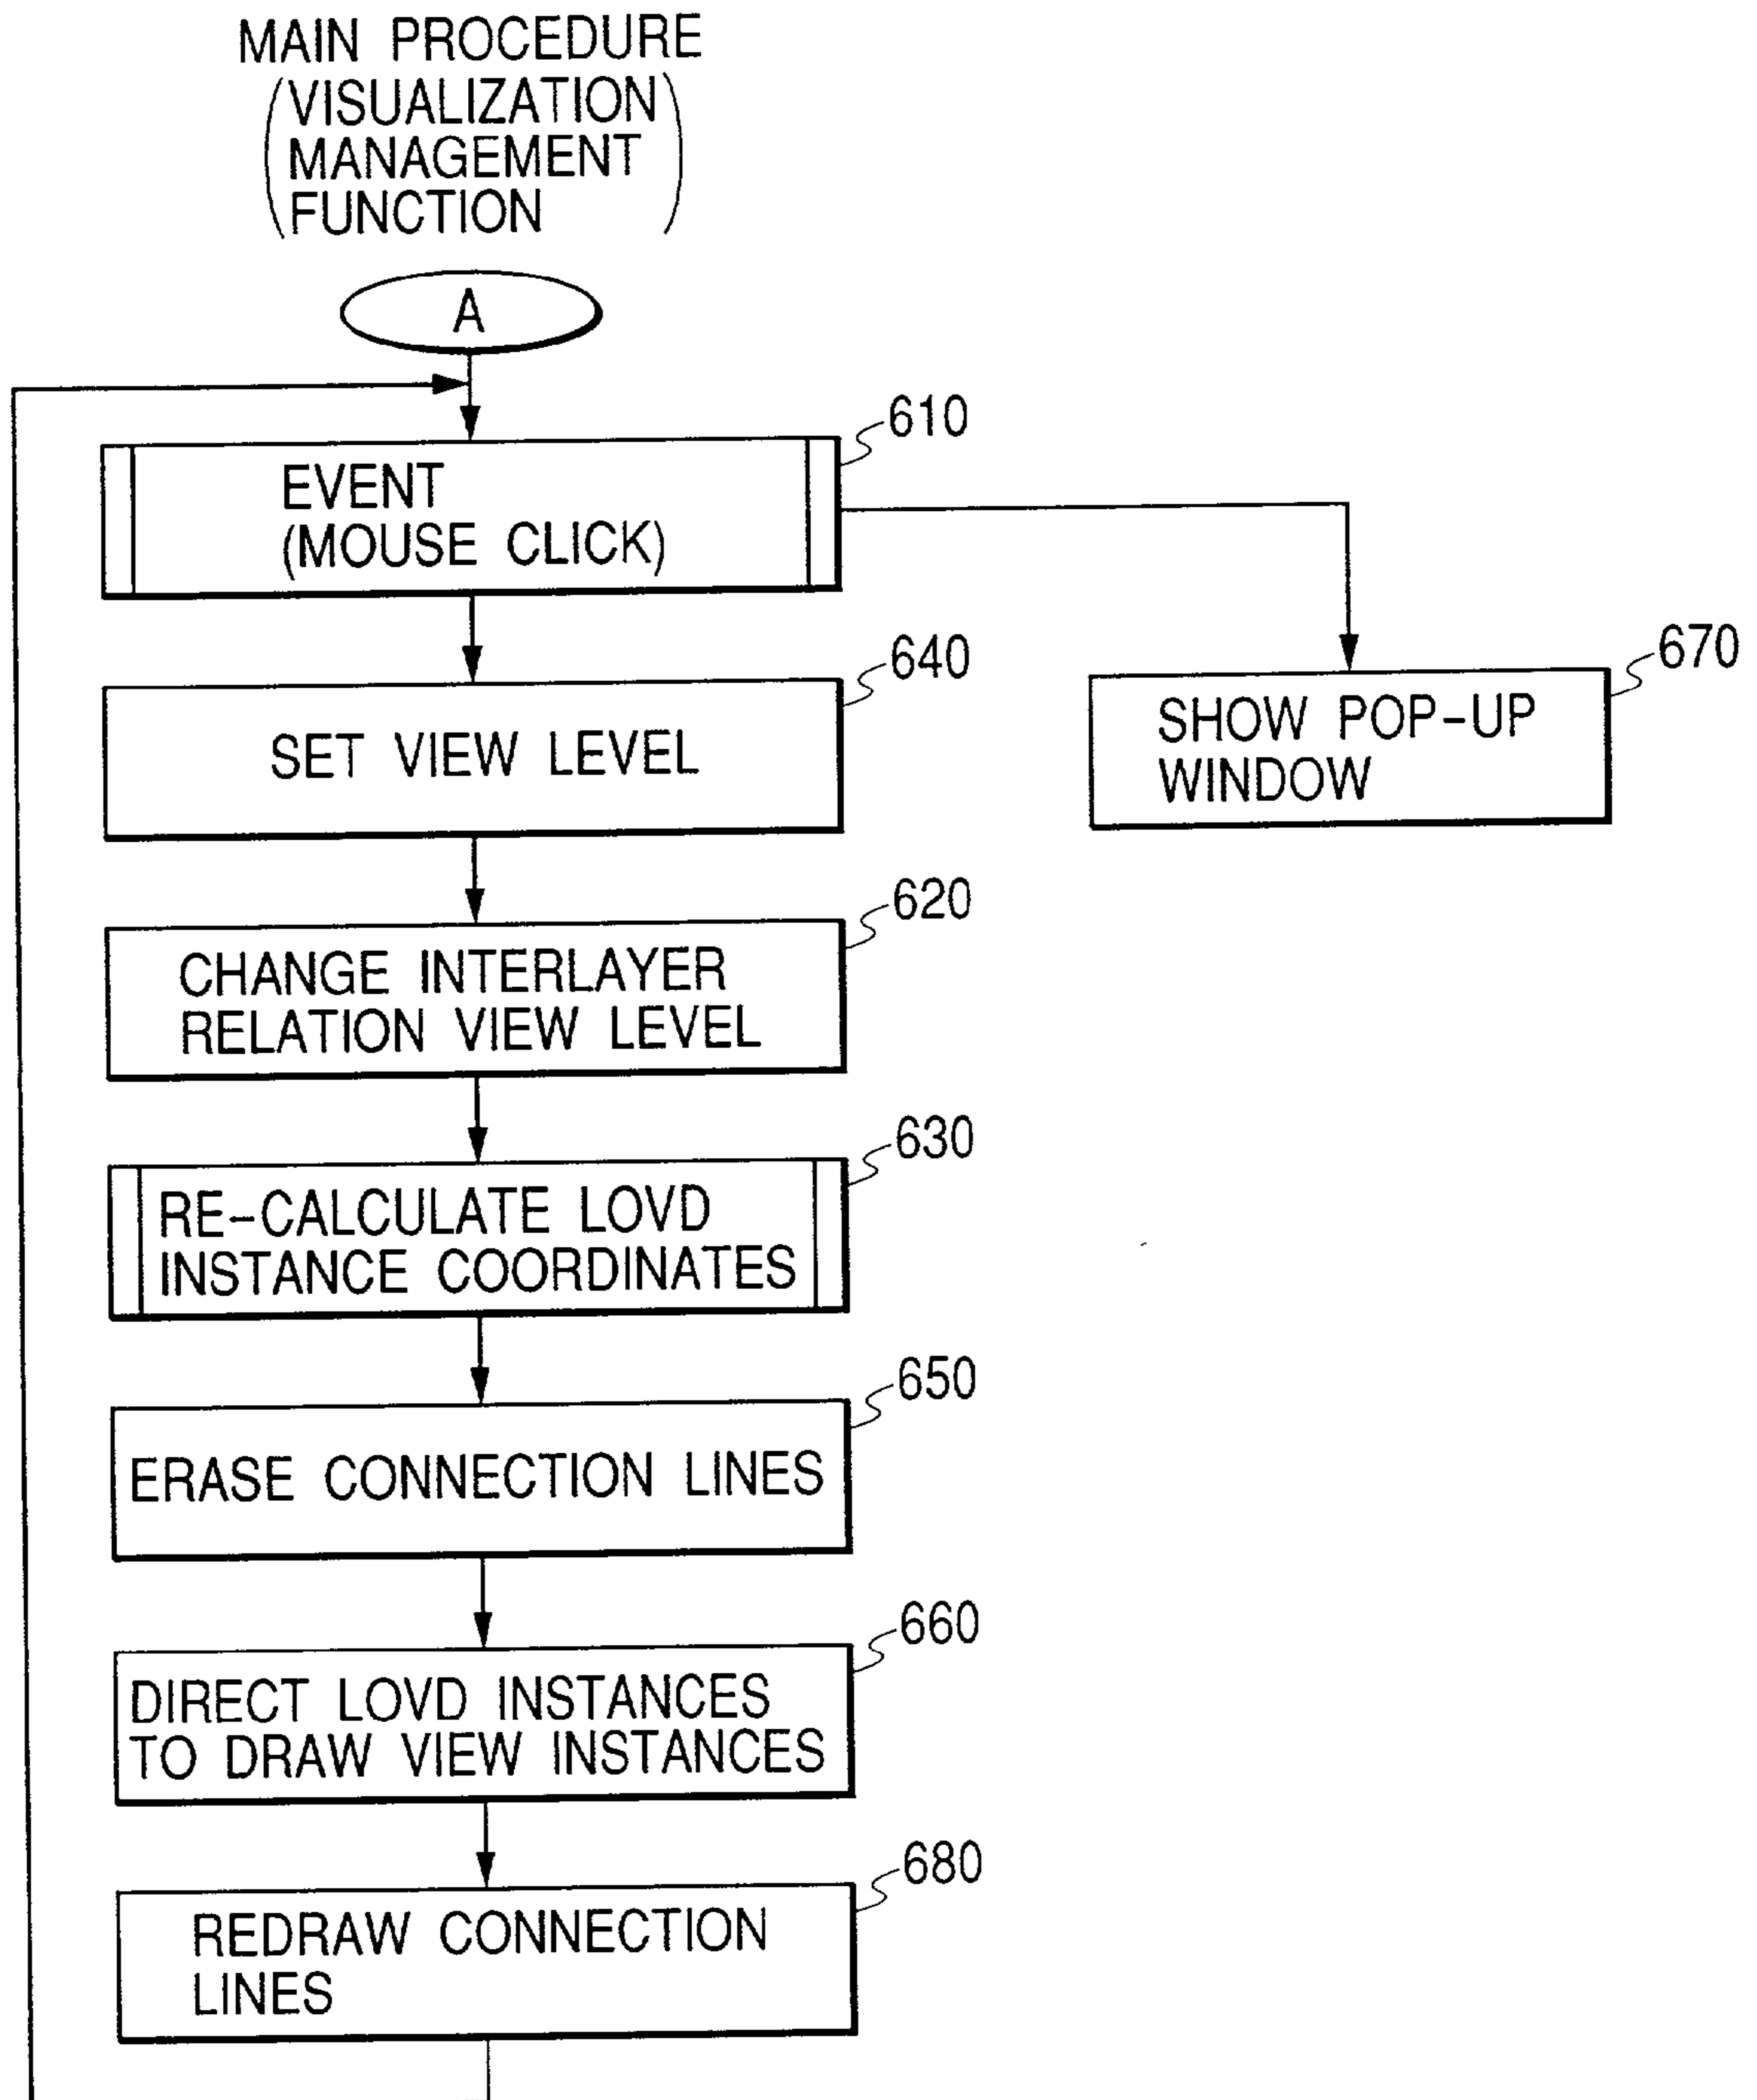 MAIN PROCEDURE
(VISUALIZATION
MANAGEMENT
FUNCTION)
A
610
EVENT
(MOUSE CLICK)
640
SET VIEW LEVEL
670
SHOW POP-UP
WINDOW
620
CHANGE INTERLAYER
RELATION VIEW LEVEL
630
RE-CALCULATE LOVD
INSTANCE COORDINATES
650
ERASE CONNECTION LINES
660
DIRECT LOVD INSTANCES
TO DRAW VIEW INSTANCES
680
REDRAW CONNECTION
LINES